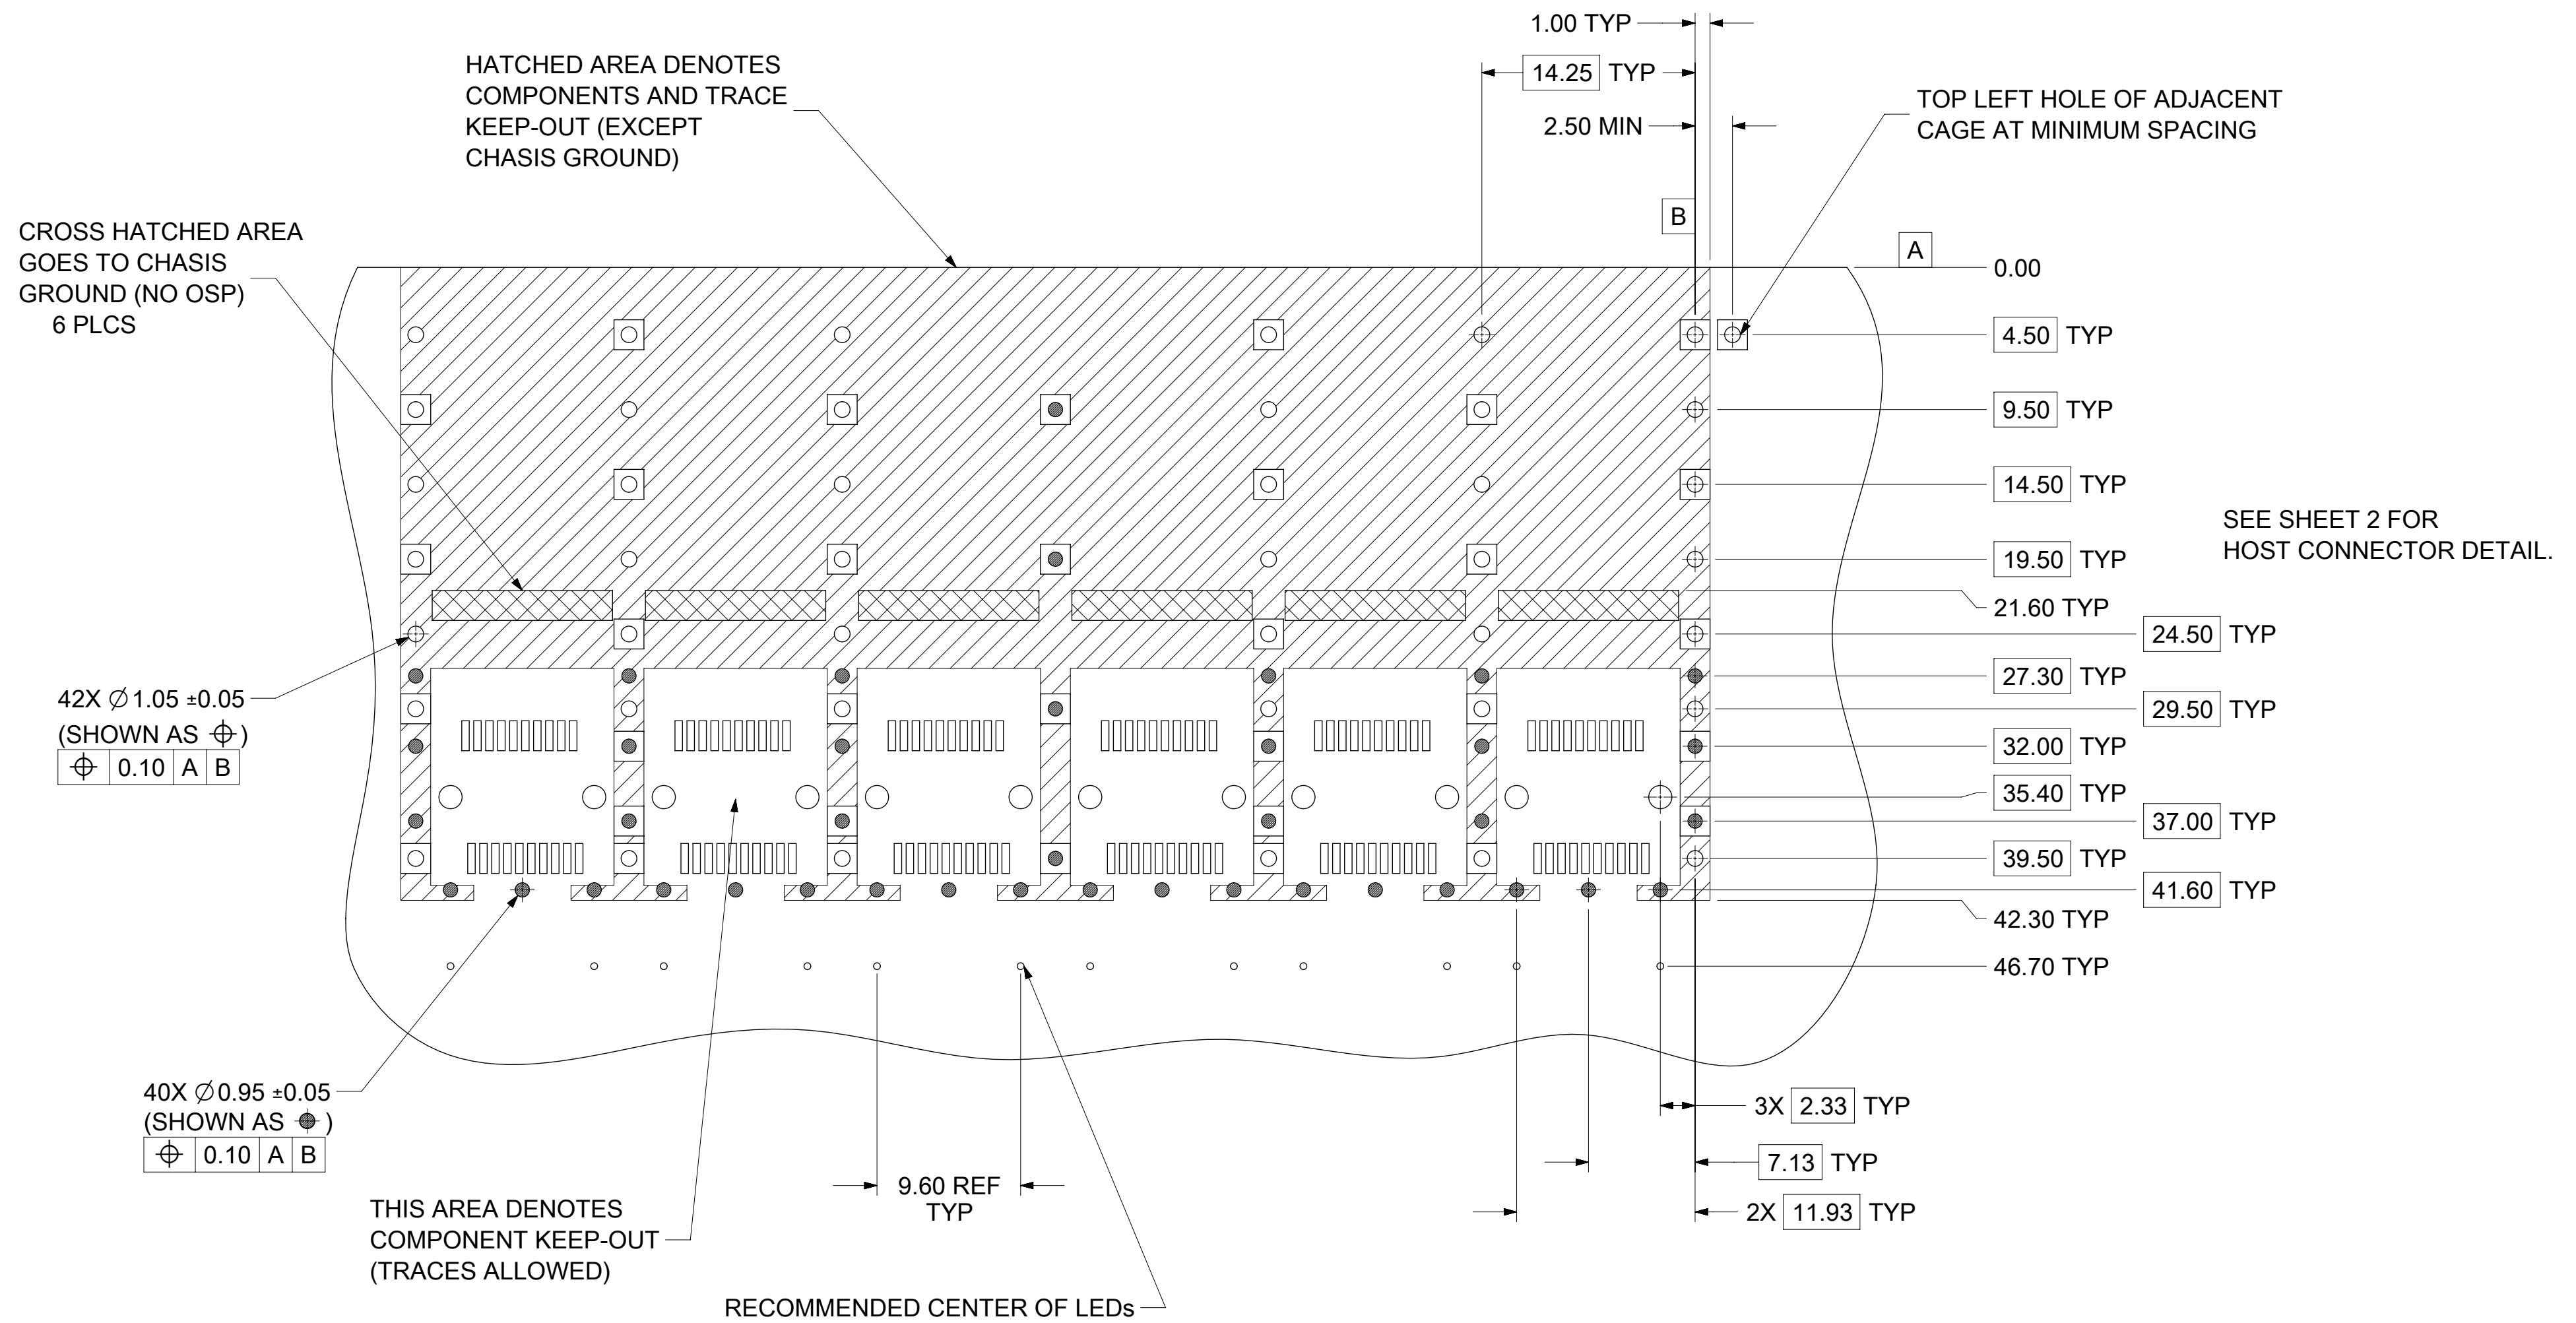 1.00 TYP
14.25 TYP
2.50 MIN
HATCHED AREA DENOTES
COMPONENTS AND TRACE
KEEP-OUT (EXCEPT
CHASIS GROUND)
TOP LEFT HOLE OF ADJACENT
CAGE AT MINIMUM SPACING
CROSS HATCHED AREA
GOES TO CHASIS
GROUND (NO OSP)
6 PLCS
B
A
0.00
4.50 TYP
9.50 TYP
14.50 TYP
SEE SHEET 2 FOR
HOST CONNECTOR DETAIL.
19.50 TYP
21.60 TYP
24.50 TYP
27.30 TYP
29.50 TYP
32.00 TYP
35.40 TYP
37.00 TYP
39.50 TYP
41.60 TYP
42.30 TYP
46.70 TYP
42X ∅1.05 ±0.05
(SHOWN AS ⌖)
⌖ 0.10 A B
40X ∅0.95 ±0.05
(SHOWN AS )
⌖ 0.10 A B
3X 2.33 TYP
7.13 TYP
2X 11.93 TYP
9.60 REF
TYP
THIS AREA DENOTES
COMPONENT KEEP-OUT
(TRACES ALLOWED)
RECOMMENDED CENTER OF LEDs